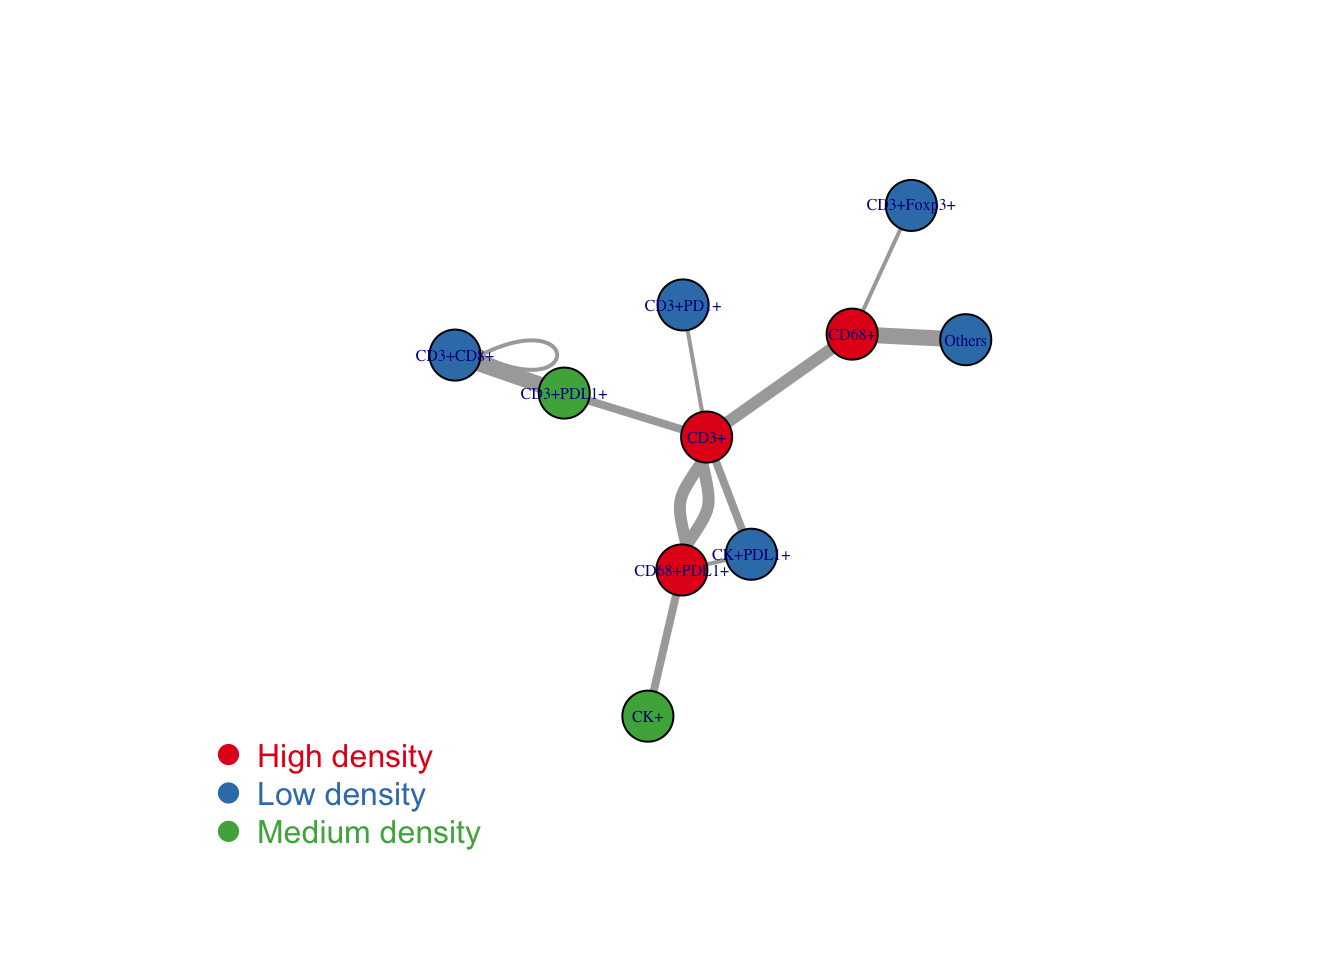 CD3+Foxp3+
CD3+PD1+
CD68+
Others
CD3+CD8+
CD3+PDL1+
CD3+
CK+PDL1+
CD68+PDL1+
CK+
High density
Low density
Medium density